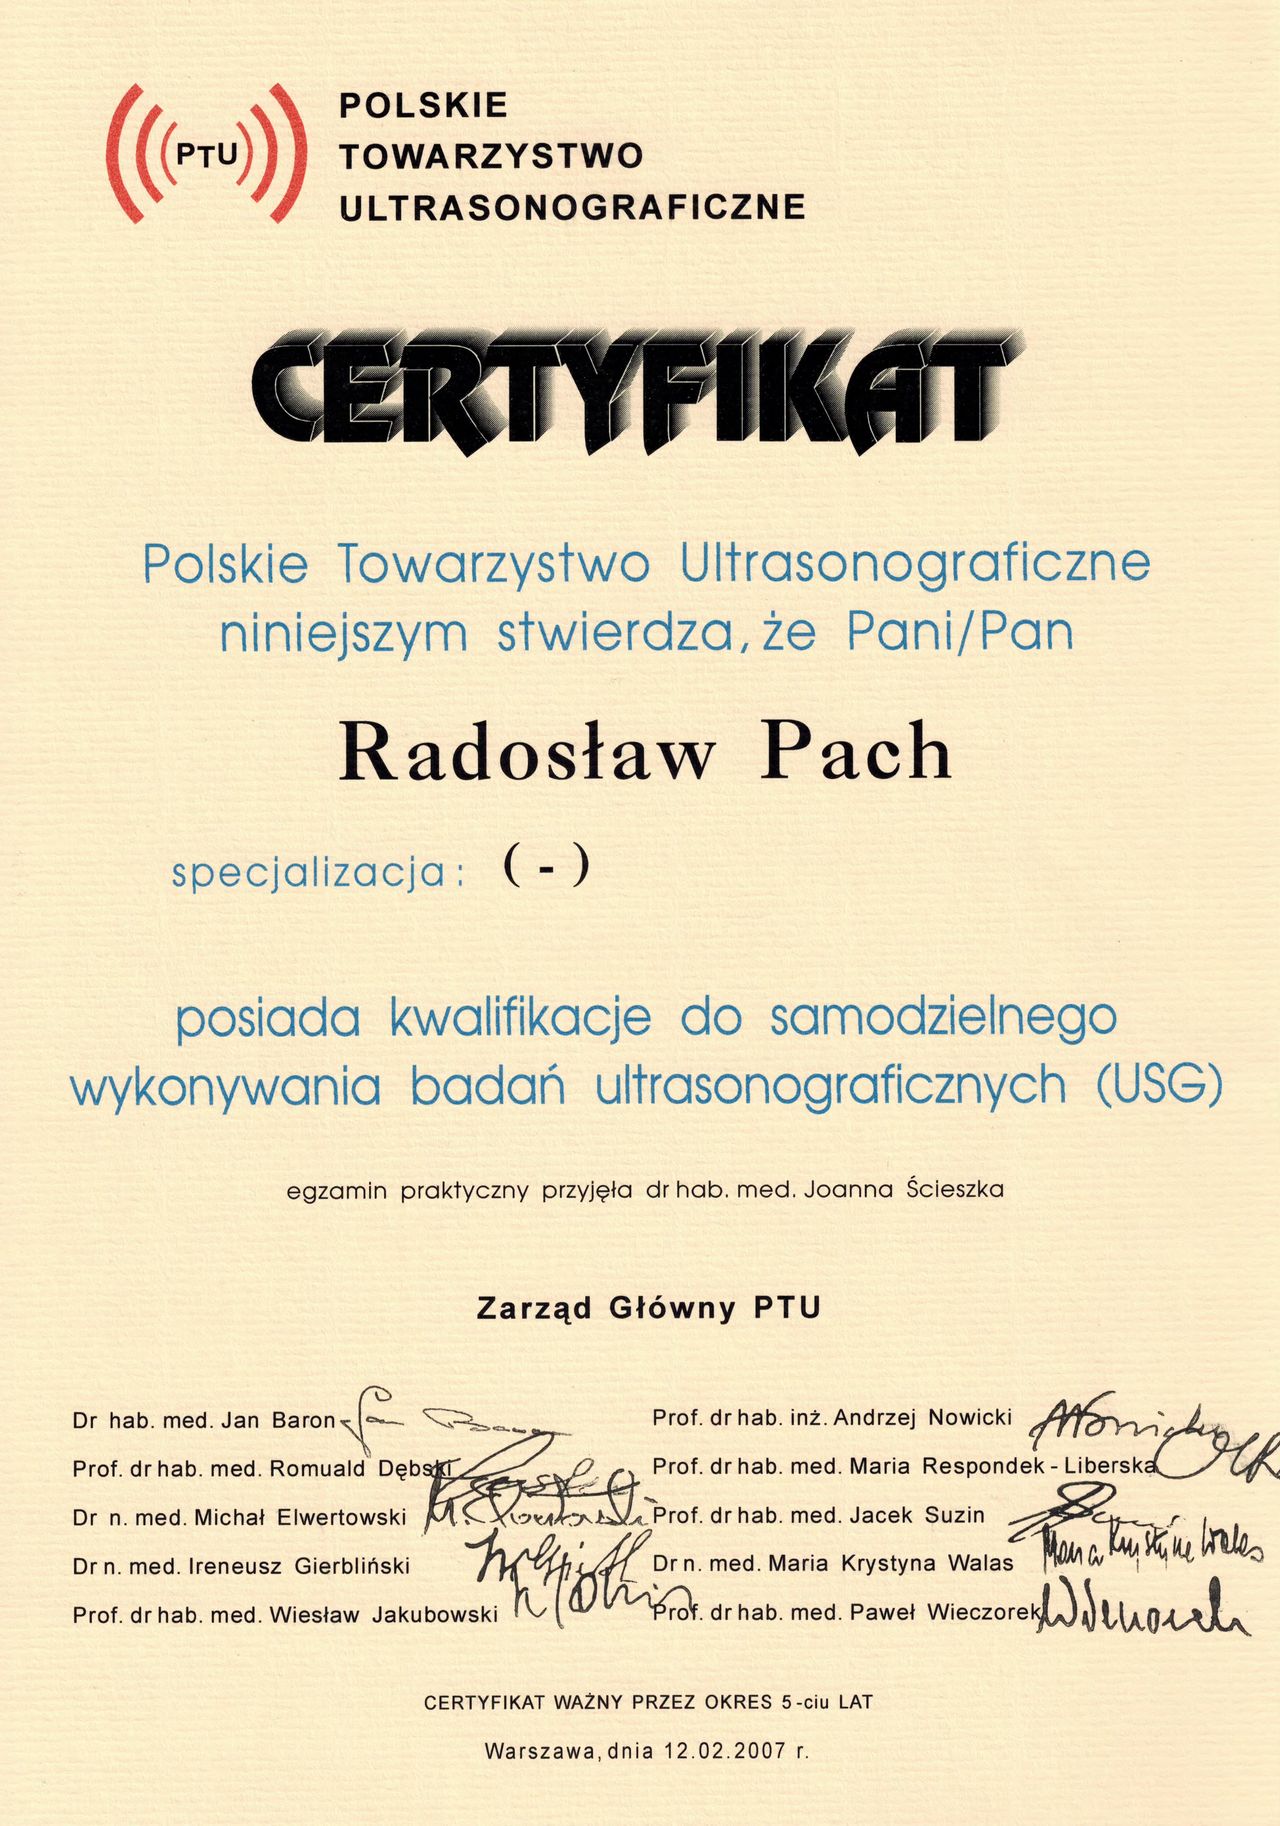 PTU
POLSKIE
TOWARZYSTWO
ULTRASONOGRAFICZNE
CERTYFIKAT
Polskie Towarzystwo Ultrasonograficzne
niniejszym stwierdza, że Pani/Pan
Radosław Pach
specjalizacja: (-)
posiada kwalifikacje do samodzielnego
wykonywania badań ultrasonograficznych (USG)
egzamin praktyczny przyjęła dr hab. med. Joanna Ścieszka
Zarząd Główny PTU
Dr hab. med. Jan Baron
Prof. dr hab. med. Romuald Dębski
Dr n. med. Michał Elwertowski
Dr n. med. Ireneusz Gierbliński
Prof. dr hab. med. Wiesław Jakubowski
Prof. dr hab. inż. Andrzej Nowicki
Prof. dr hab. med. Maria Respondek-Liberska
Prof. dr hab. med. Jacek Suzin
Dr n. med. Maria Krystyna Walas
Maria Krystyna Walas
Prof. dr hab. med. Paweł Wieczorek
CERTYFIKAT WAŻNY PRZEZ OKRES 5-ciu LAT
Warszawa, dnia 12.02.2007 r.